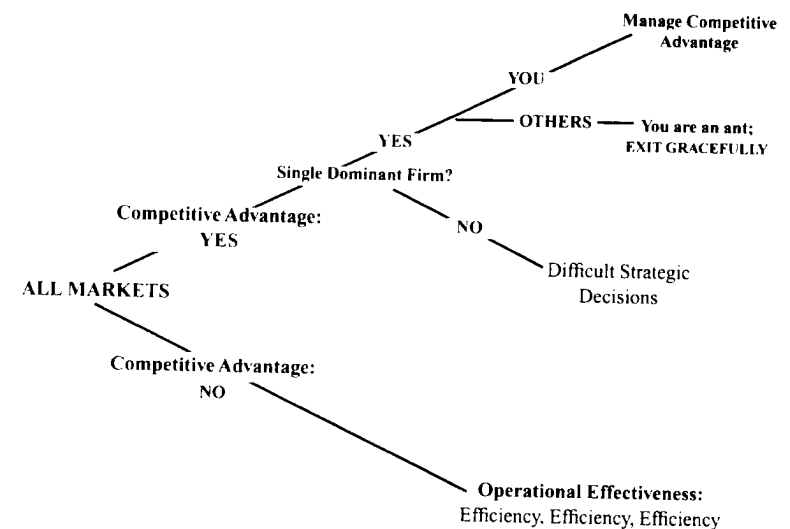 Manage Competitive
Advantage
YOU
OTHERS
You are an ant;
EXIT GRACEFULLY
YES
Single Dominant Firm?
Competitive Advantage:
YES
NO
Difficult Strategic
Decisions
ALL MARKETS
Competitive Advantage:
NO
Operational Effectiveness:
Efficiency, Efficiency, Efficiency